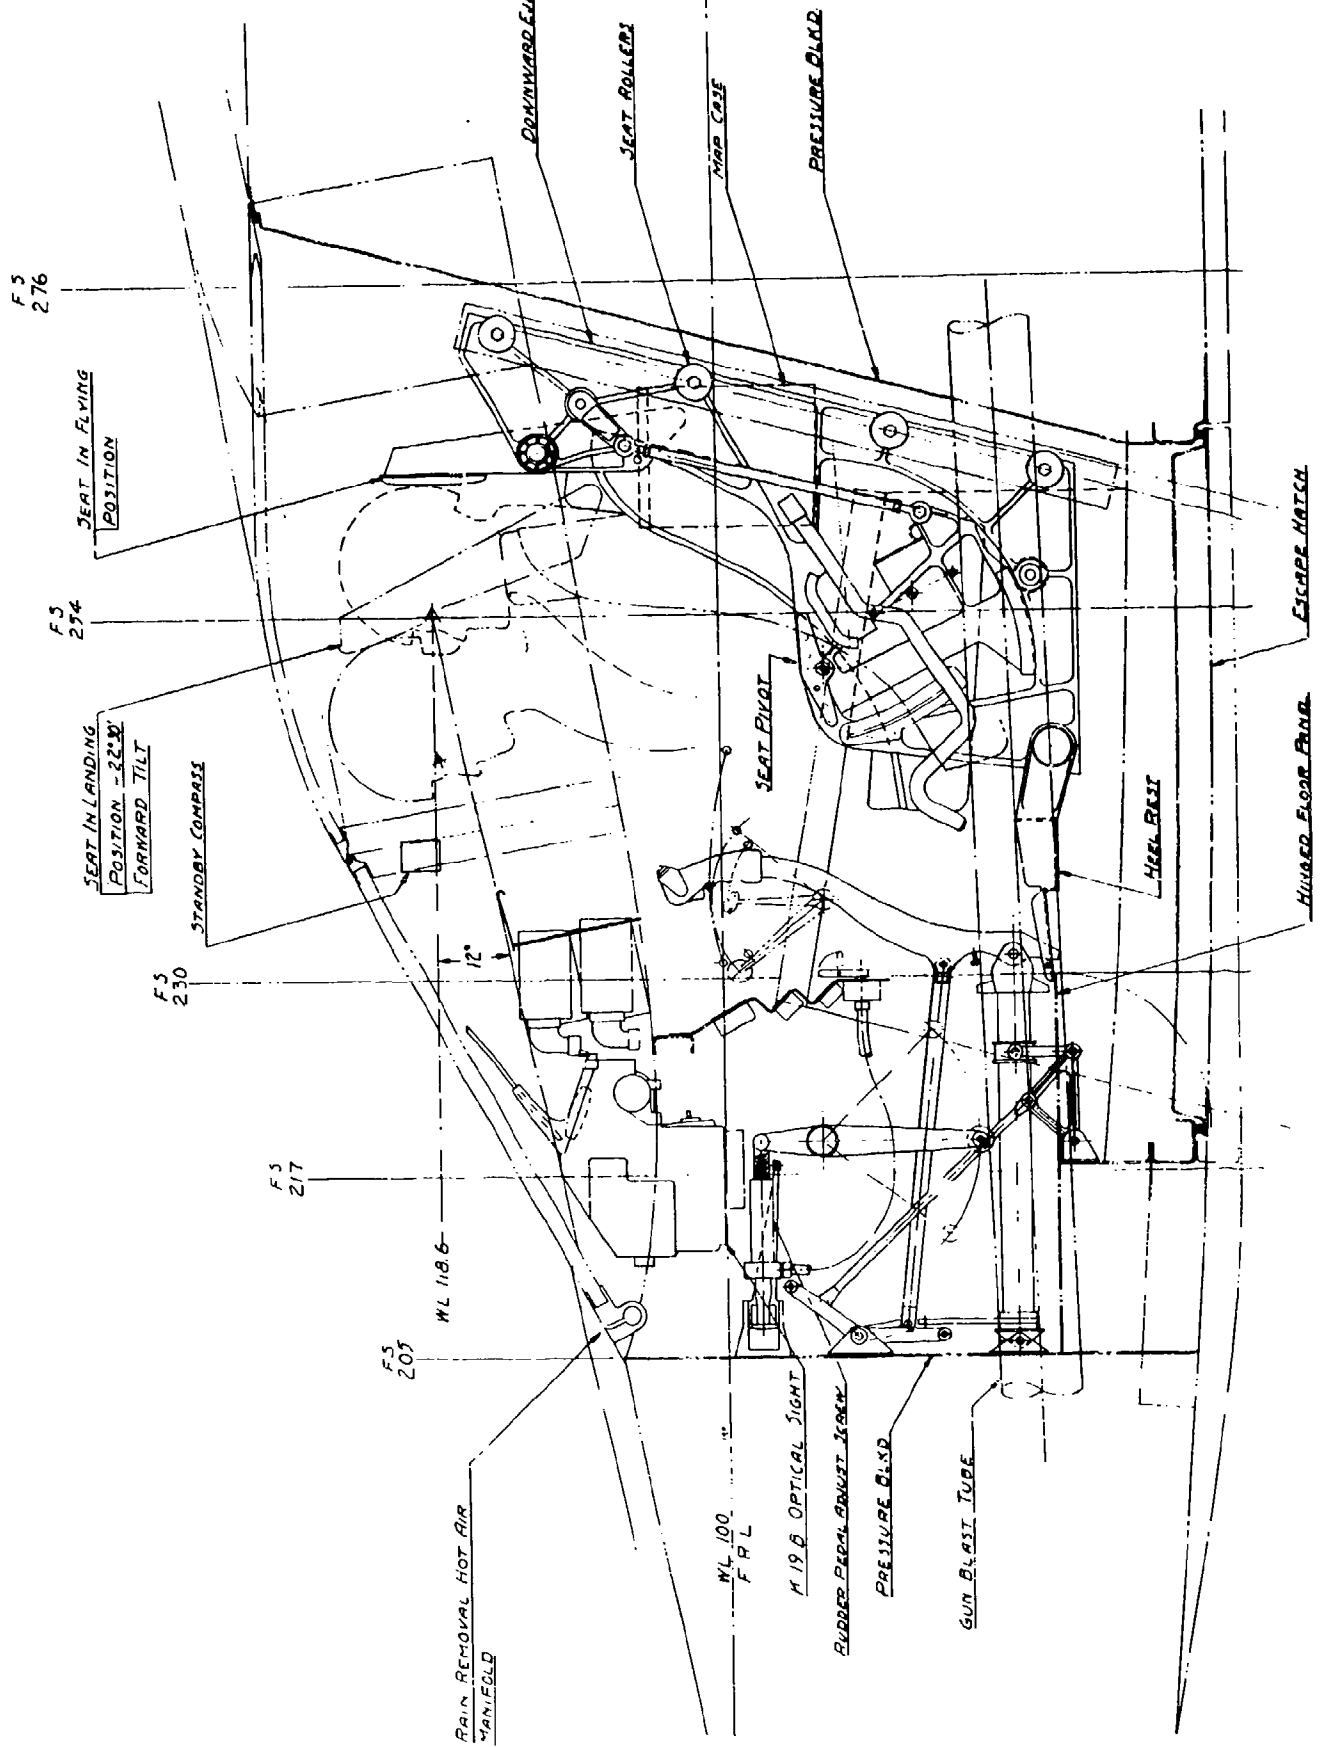 F S
276
SEAT IN FLYING
POSITION
F S
254
SEAT IN LANDING
POSITION - 22°30'
FORWARD TILT
STANDBY COMPASS
F S
230
F S
217
F S
205
WL 118.6
12°
RAIN REMOVAL HOT AIR
MANIFOLD
DOWNWARD
SEAT ROLLERS
MAP CASE
PRESSURE BLKD
SEAT PIVOT
WL 100
F R L
K 19 B OPTICAL SIGHT
RUDDER PEDAL ADJUST SCREW
PRESSURE BLKD
GUN BLAST TUBE
HEEL REST
ESCAPE HATCH
HINGED FLOOR PANEL